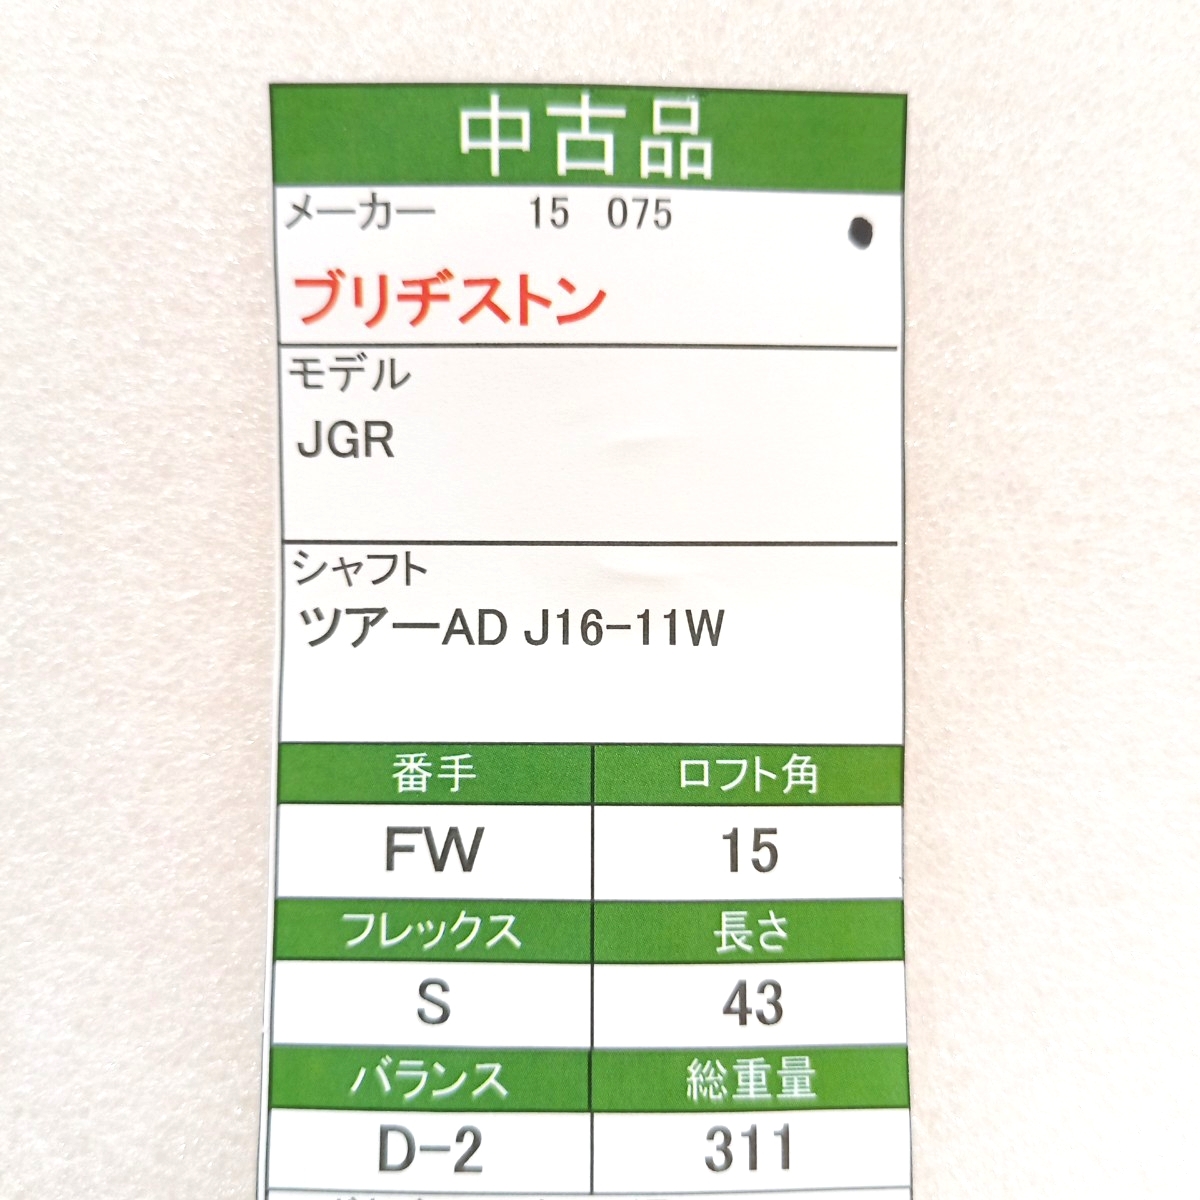 中古品
メーカー 15 075
ブリヂストン
モデル
JGR
シャフト
ツアーAD J16-11W
番手 ロフト角
FW 15
フレックス 長さ
S 43
バランス 総重量
D-2 311